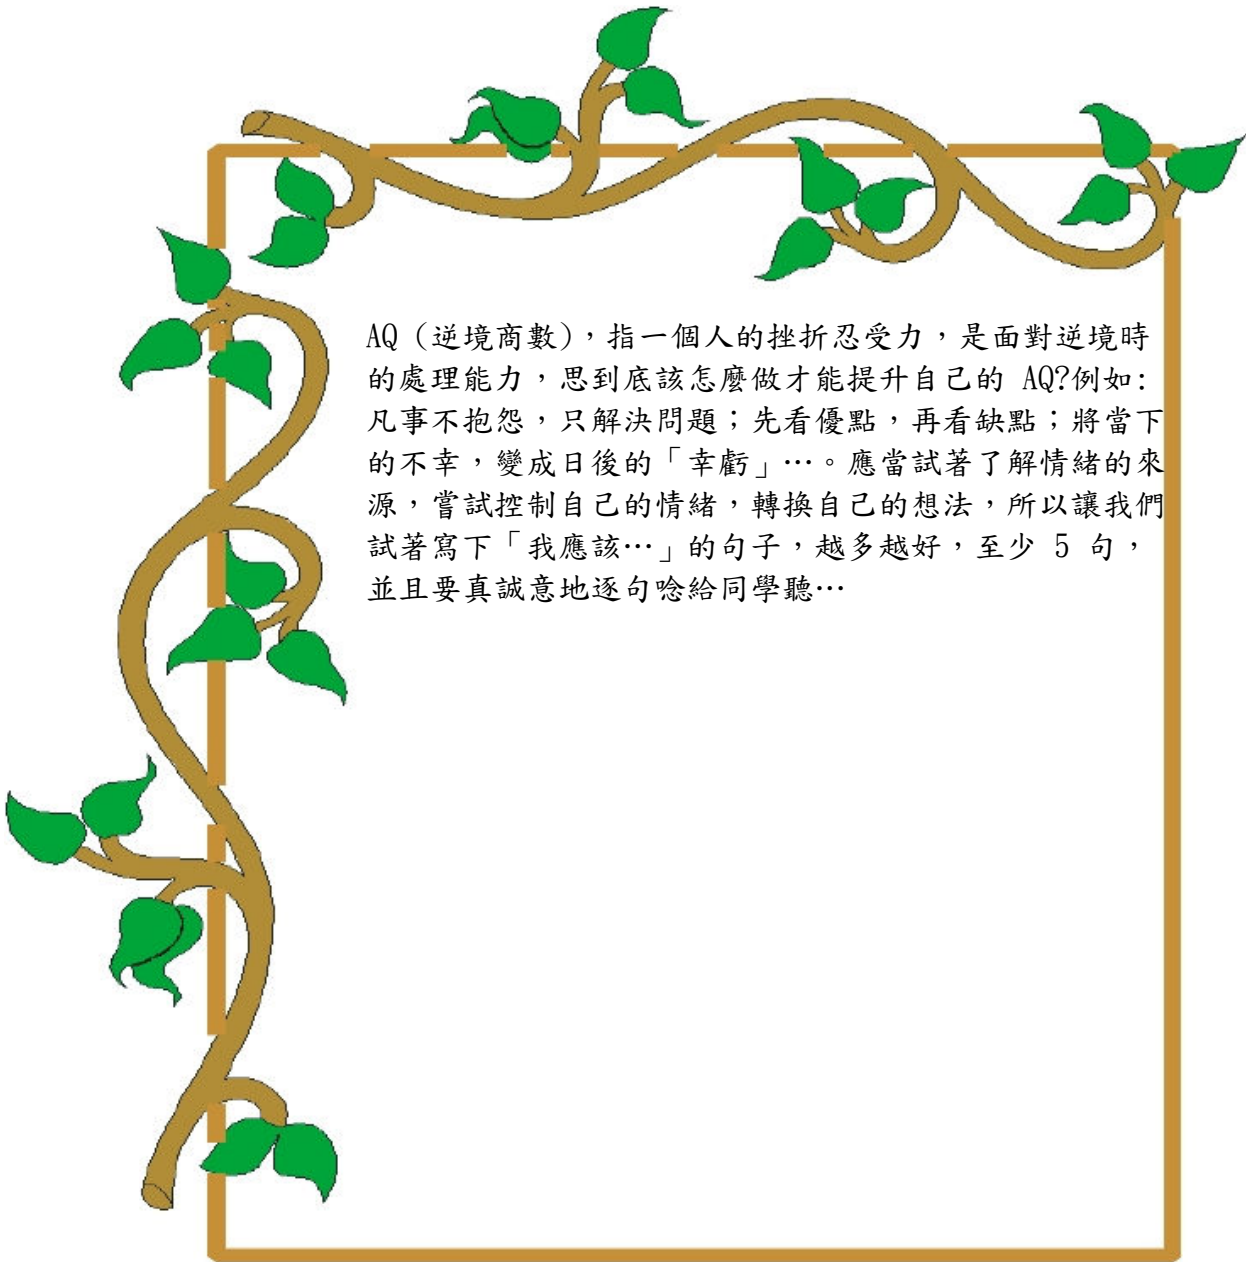 AQ (逆境商數)，指一個人的挫折忍受力，是面對逆境時
的處理能力，思到底該怎麼做才能提升自己的 AQ?例如:
凡事不抱怨，只解決問題；先看優點，再看缺點；將當下
的不幸，變成日後的「幸虧」…。應當試著了解情緒的來
源，嘗試控制自己的情緒，轉換自己的想法，所以讓我們
試著寫下「我應該…」的句子，越多越好，至少 5 句，
並且要真誠意地逐句唸給同學聽…